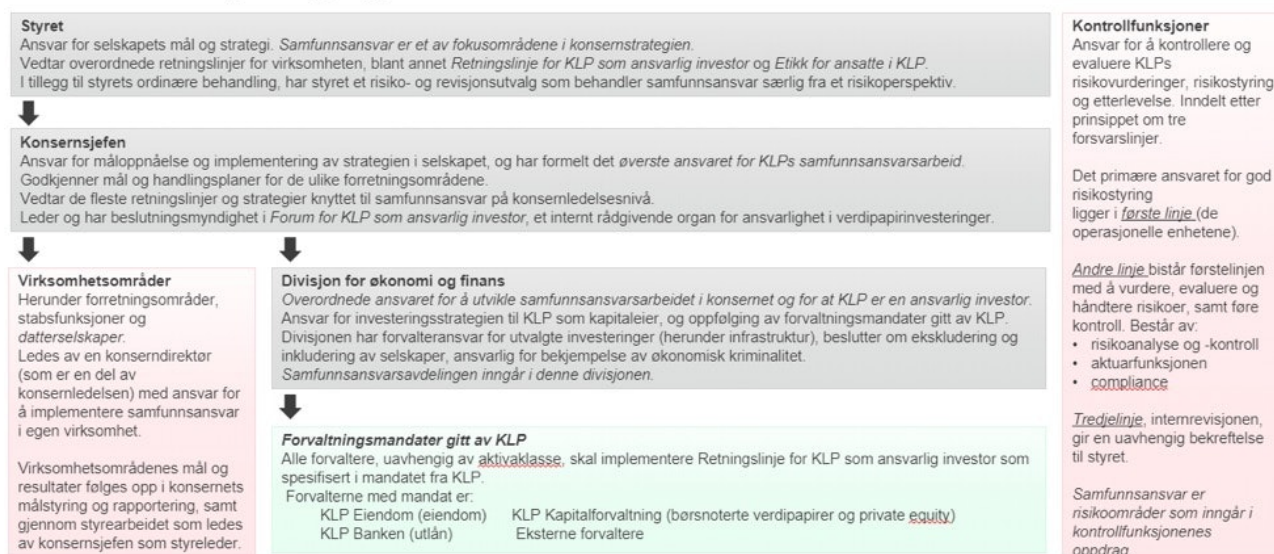 Styret
Ansvar for selskapets mål og strategi. Samfunnsansvar er et av fokusområdene i konsernstrategien.
Vedtar overordnede retningslinjer for virksomheten, blant annet Retningslinje for KLP som ansvarlig investor og Etikk for ansatte i KLP.
I tillegg til styrets ordinære behandling, har styret et risiko- og revisjonsutvalg som behandler samfunnsansvar særlig fra et risikoperspektiv.
Konsernsjefen
Ansvar for måloppnåelse og implementering av strategien i selskapet, og har formelt det øverste ansvaret for KLPs samfunnsansvarsarbeid.
Godkjenner mål og handlingsplaner for de ulike forretningsområdene.
Vedtar de fleste retningslinjer og strategier knyttet til samfunnsansvar på konsernledelsesnivå.
Leder og har beslutningsmyndighet i Forum for KLP som ansvarlig investor, et internt rådgivende organ for ansvarlighet i verdipapirinvesteringer.
Virksomhetsområder
Herunder forretningsområder,
stabsfunksjoner og
datterselskaper.
Ledes av en konserndirektør
(som er en del av
konsernledelsen) med ansvar for
å implementere samfunnsansvar
i egen virksomhet.
Virksomhetsområdenes mål og
resultater følges opp i konsernets
målstyring og rapportering, samt
gjennom styrearbeidet som ledes
av konsernsjefen som styreleder.
Divisjon for økonomi og finans
Overordnede ansvaret for å utvikle samfunnsansvarsarbeidet i konsernet og for at KLP er en ansvarlig investor.
Ansvar for investeringsstrategien til KLP som kapitaleier, og oppfølging av forvaltningsmandater gitt av KLP.
Divisjonen har forvalteransvar for utvalgte investeringer (herunder infrastruktur), beslutter om ekskludering og
inkludering av selskaper, ansvarlig for bekjempelse av økonomisk kriminalitet.
Samfunnsansvarsavdelingen inngår i denne divisjonen.
Forvaltningsmandater gitt av KLP
Alle forvaltere, uavhengig av aktivaklasse, skal implementere Retningslinje for KLP som ansvarlig investor som
spesifisert i mandatet fra KLP.
Forvalterne med mandat er:
KLP Eiendom (eiendom) KLP Kapitalforvaltning (børsnoterte verdipapirer og private equity)
KLP Banken (utlån) Eksterne forvaltere
Kontrollfunksjoner
Ansvar for å kontrollere og
evaluere KLPs
risikovurderinger, risikostyring
og etterlevelse. Inndelt etter
prinsippet om tre
forsvarslinjer.
Det primære ansvaret for god
risikostyring
ligger i første linje (de
operasjonelle enhetene).
Andre linje bistår førstelinjen
med å vurdere, evaluere og
håndtere risikoer, samt føre
kontroll. Består av:
• risikoanalyse og -kontroll
• aktuarfunksjonen
• compliance
Tredjelinje, internrevisjonen,
gir en uavhengig bekreftelse
til styret.
Samfunnsansvar er
risikoområder som inngår i
kontrollfunksjonenes
oppdrag